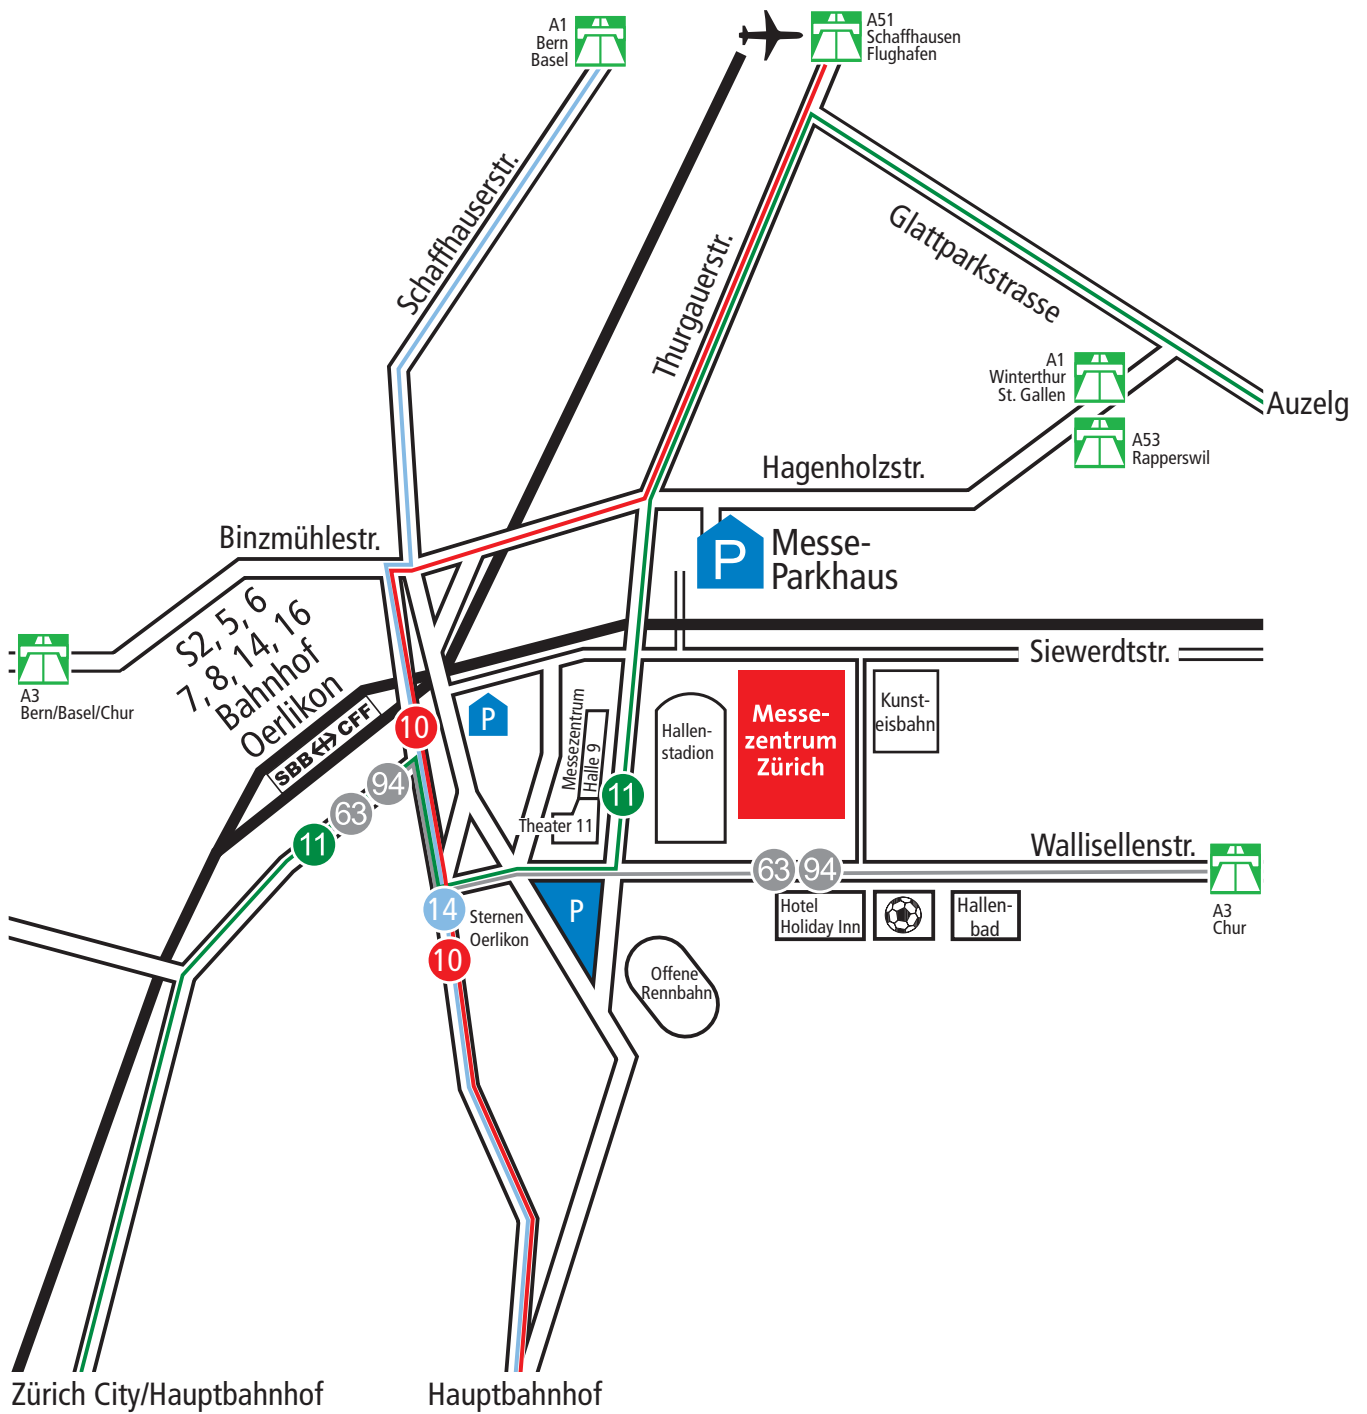 A1
Bern
Basel
A51
Schaffhausen
Flughafen
Schaffhauserstr.
Thurgauerstr.
Glattparkstrasse
A1
Winterthur
St. Gallen
Auzelg
A53
Rapperswil
Hagenholzstr.
Binzmühlestr.
P
Messe-
Parkhaus
S2, 5, 6
7, 8, 14, 16
Bahnhof
Oerlikon
A3
Bern/Basel/Chur
SBB CFF
Siewerdtstr.
10
P
Messezentrum
Halle 9
Hallen-
stadion
Messe-
zentrum
Zürich
Kunst-
eisbahn
94
63
11
11
Theater 11
Wallisellenstr.
63
94
A3
Chur
14
Sternen
Oerlikon
P
Hotel
Holiday Inn
Hallen-
bad
10
Offene
Rennbahn
Zürich City/Hauptbahnhof
Hauptbahnhof